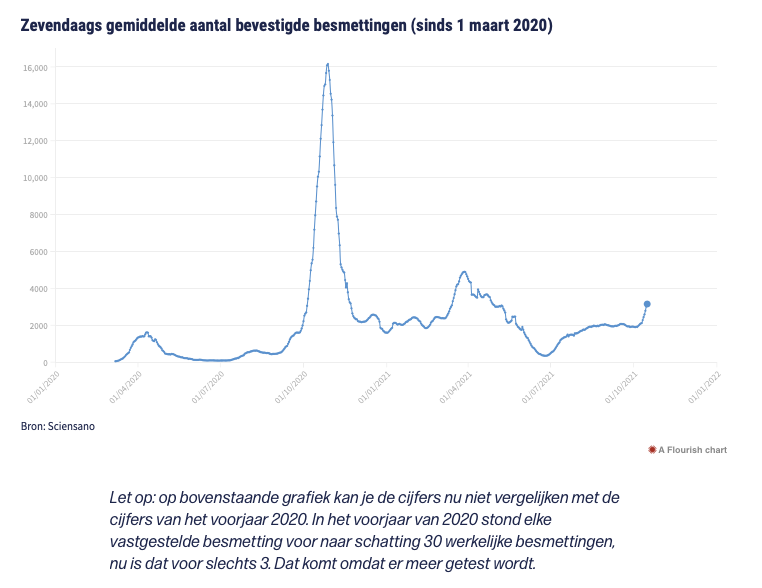 Zevendaags gemiddelde aantal bevestigde besmettingen (sinds 1 maart 2020)
16,000
14,000
12,000
10,000
8000
6000
4000
2000
0
01/01/2020
01/04/2020
01/07/2020
01/10/2020
01/01/2021
01/04/2021
01/07/2021
01/10/2021
01/01/2022
Bron: Sciensano
A Flourish chart
Let op: op bovenstaande grafiek kan je de cijfers nu niet vergelijken met de
cijfers van het voorjaar 2020. In het voorjaar van 2020 stond elke
vastgestelde besmetting voor naar schatting 30 werkelijke besmettingen,
nu is dat voor slechts 3. Dat komt omdat er meer getest wordt.